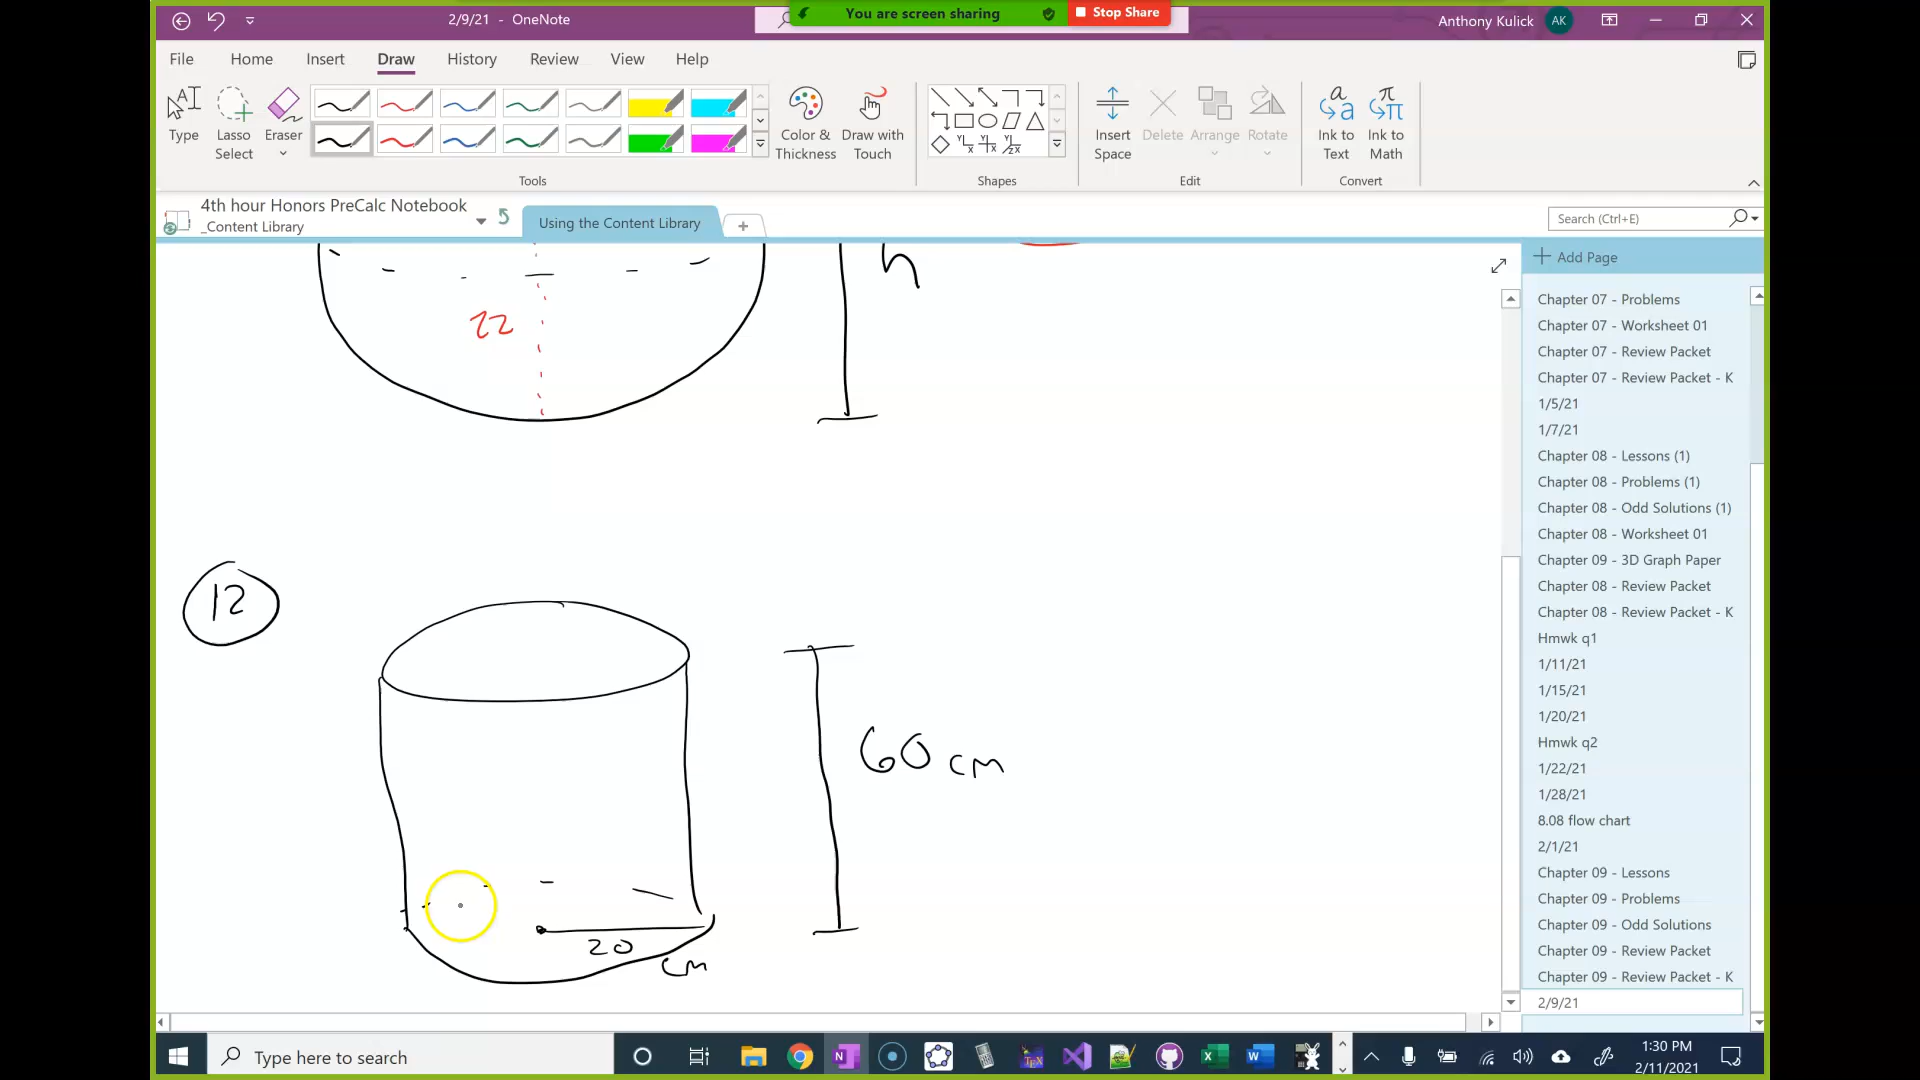 2/9/21 - OneNote
You are screen sharing
Stop Share
Anthony Kulick
AK
File Home Insert Draw History Review View Help
Type
Lasso Select
Eraser
Color & Thickness
Draw with Touch
Insert Space
Delete
Arrange
Rotate
Ink to Text
Ink to Math
Tools
Shapes
Edit
Convert
4th hour Honors PreCalc Notebook
_Content Library
Using the Content Library
Search (Ctrl+E)
Add Page
h
22
12
60 cm
20 cm
Chapter 07 - Problems
Chapter 07 - Worksheet 01
Chapter 07 - Review Packet
Chapter 07 - Review Packet - K
1/5/21
1/7/21
Chapter 08 - Lessons (1)
Chapter 08 - Problems (1)
Chapter 08 - Odd Solutions (1)
Chapter 08 - Worksheet 01
Chapter 09 - 3D Graph Paper
Chapter 08 - Review Packet
Chapter 08 - Review Packet - K
Hmwk q1
1/11/21
1/15/21
1/20/21
Hmwk q2
1/22/21
1/28/21
8.08 flow chart
2/1/21
Chapter 09 - Lessons
Chapter 09 - Problems
Chapter 09 - Odd Solutions
Chapter 09 - Review Packet
Chapter 09 - Review Packet - K
2/9/21
Type here to search
1:30 PM
2/11/2021